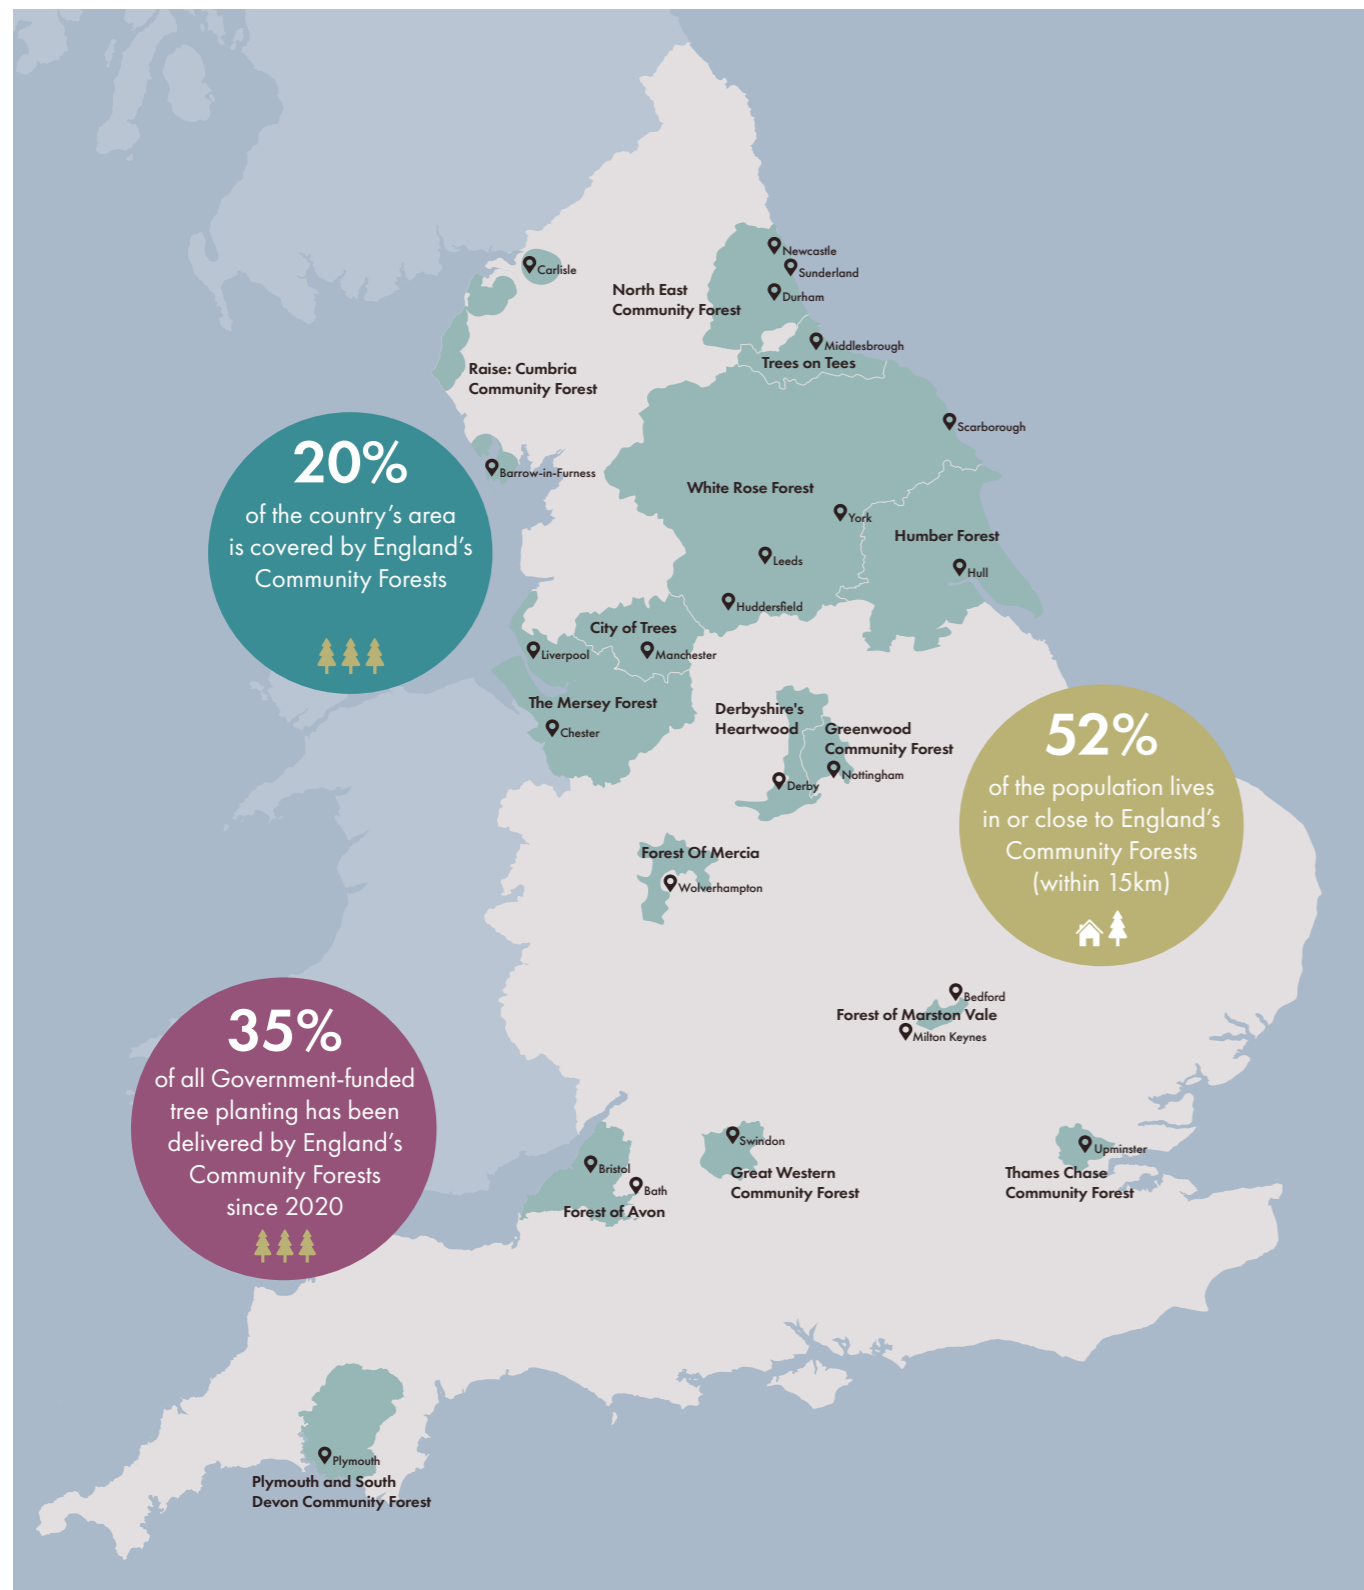 Newcastle
Sunderland
Carlisle
North East
Community Forest
Durham
Middlesbrough
Trees on Tees
Raise: Cumbria
Community Forest
Scarborough
20%
of the country's area
is covered by England's
Community Forests
Barrow-in-Furness
White Rose Forest
York
Humber Forest
Leeds
Hull
Huddersfield
City of Trees
Liverpool
Manchester
The Mersey Forest
Chester
Derbyshire's
Heartwood
Greenwood
Community Forest
Nottingham
Derby
52%
of the population lives
in or close to England's
Community Forests
(within 15km)
Forest Of Mercia
Wolverhampton
Bedford
Forest of Marston Vale
Milton Keynes
35%
of all Government-funded
tree planting has been
delivered by England's
Community Forests
since 2020
Bristol
Bath
Forest of Avon
Swindon
Great Western
Community Forest
Upminster
Thames Chase
Community Forest
Plymouth
Plymouth and South
Devon Community Forest